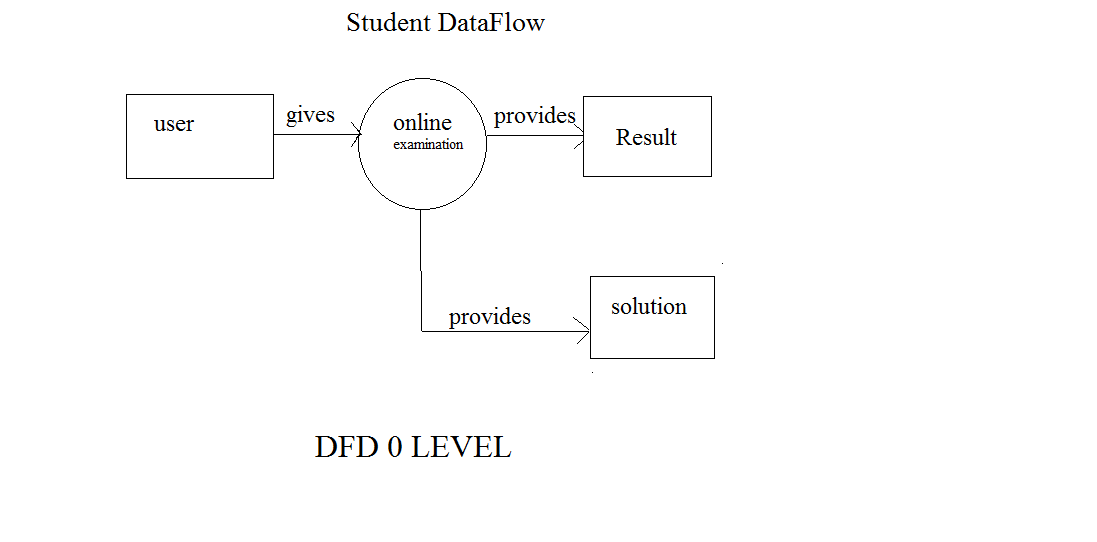 Student DataFlow
user
gives
online
examination
provides
Result
provides
solution
DFD 0 LEVEL